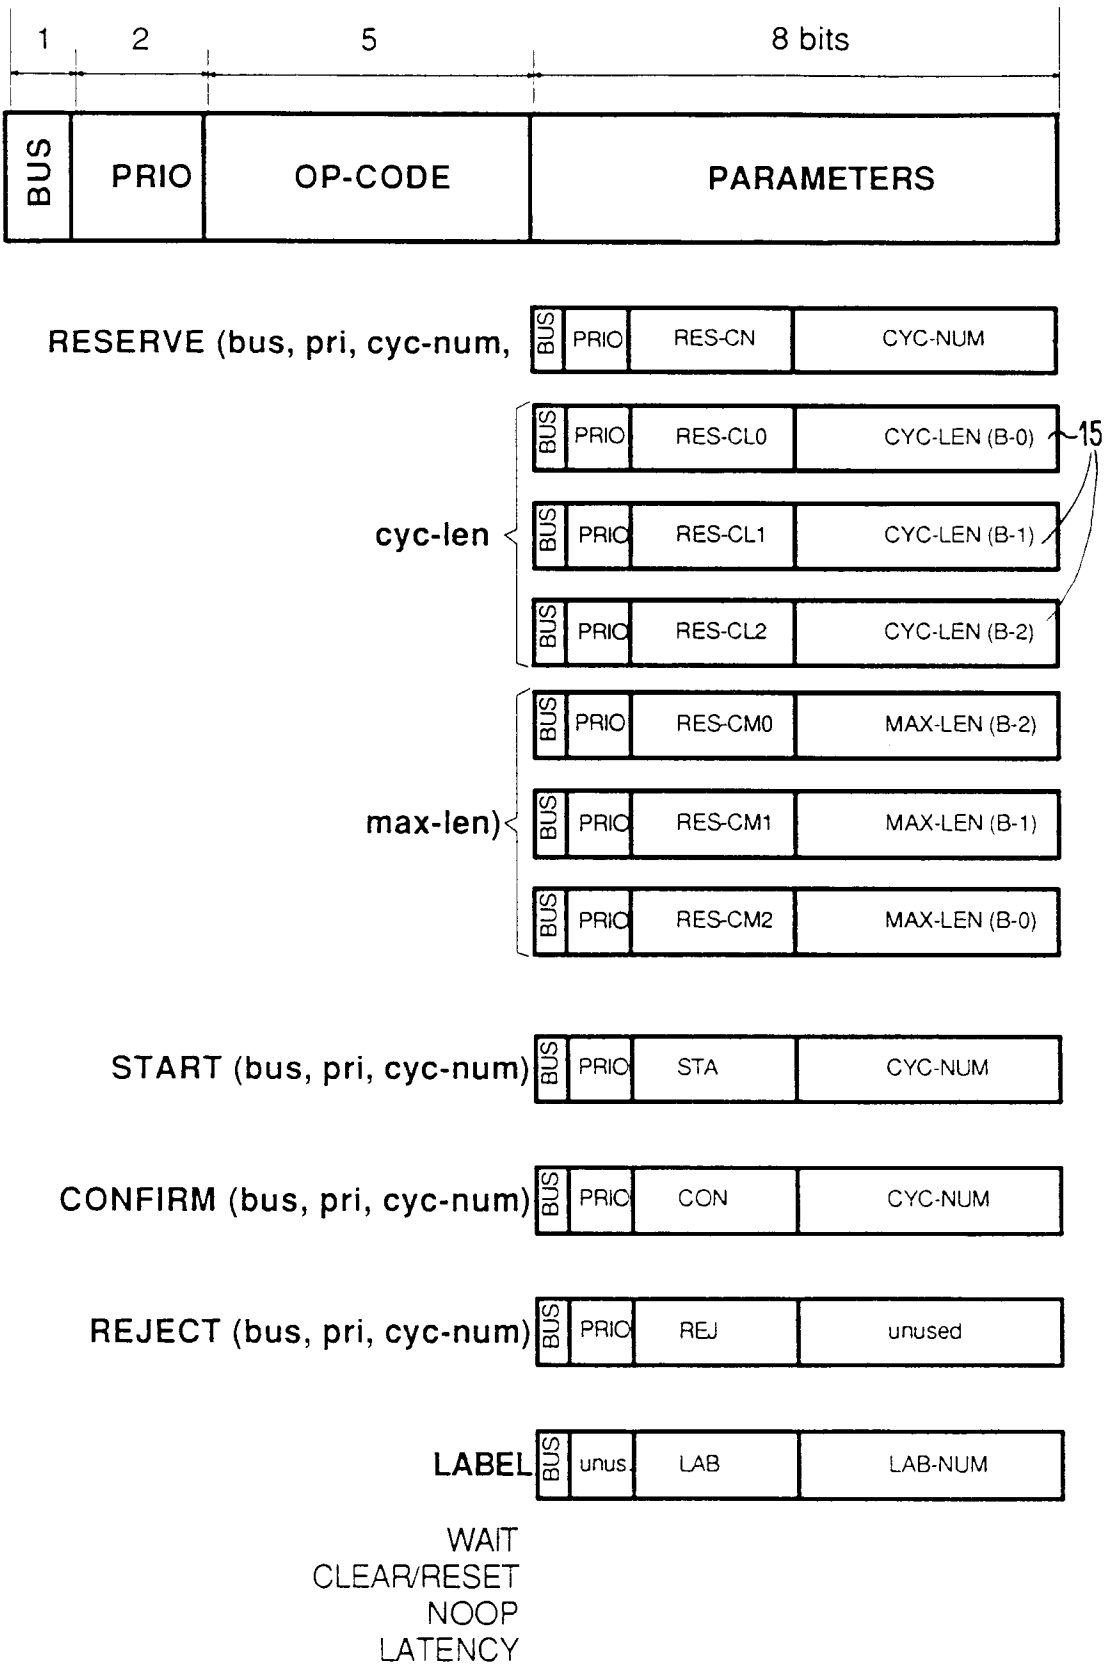 1 2 5 8 bits
BUS PRIO OP-CODE PARAMETERS
RESERVE (bus, pri, cyc-num, BUS PRIO RES-CN CYC-NUM
BUS PRIO RES-CL0 CYC-LEN (B-0) 15
cyc-len BUS PRIO RES-CL1 CYC-LEN (B-1)
BUS PRIO RES-CL2 CYC-LEN (B-2)
BUS PRIO RES-CM0 MAX-LEN (B-2)
max-len) BUS PRIO RES-CM1 MAX-LEN (B-1)
BUS PRIO RES-CM2 MAX-LEN (B-0)
START (bus, pri, cyc-num) BUS PRIO STA CYC-NUM
CONFIRM (bus, pri, cyc-num) BUS PRIO CON CYC-NUM
REJECT (bus, pri, cyc-num) BUS PRIO REJ unused
LABEL BUS unus. LAB LAB-NUM
WAIT
CLEAR/RESET
NOOP
LATENCY